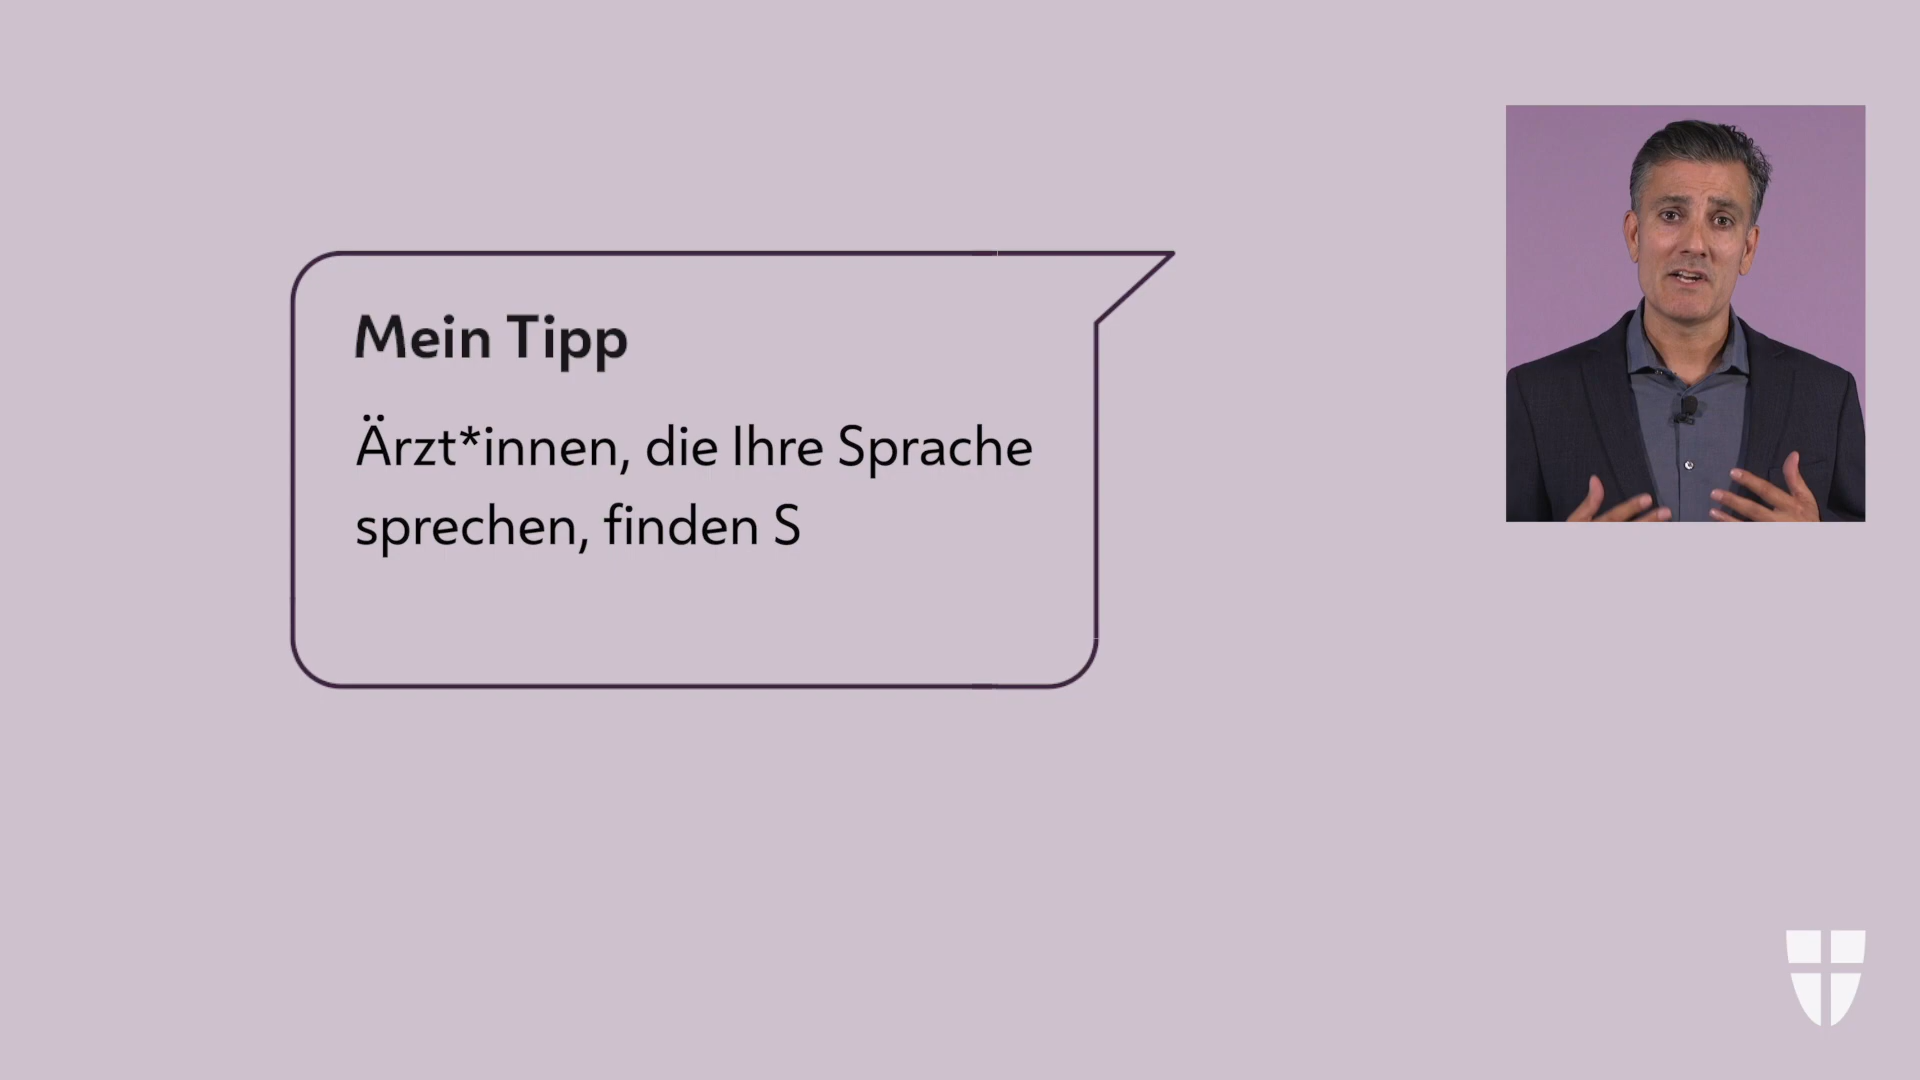 Mein Tipp
Ärzt*innen, die Ihre Sprache
sprechen, finden S